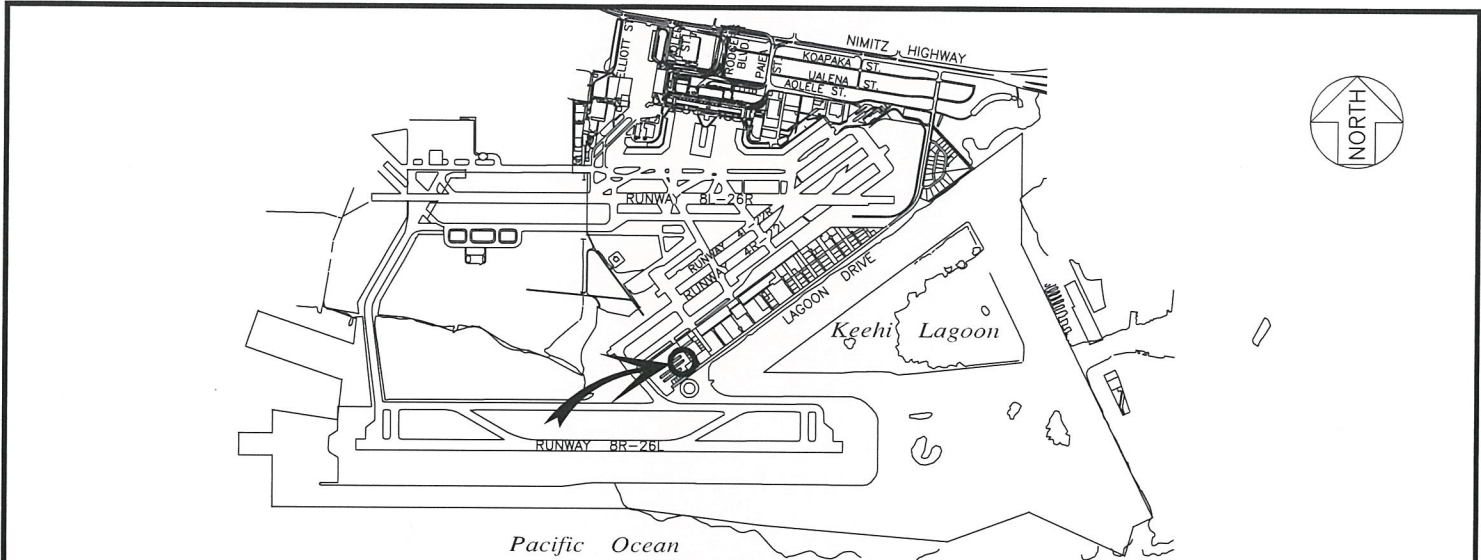 NIMITZ HIGHWAY
ELLIOTT ST.
RODGERS BLVD.
PAIEA ST.
KOAPAKA ST.
UALENA ST.
AOLELE ST.
NORTH
RUNWAY 8L-26R
RUNWAY 4L-22R
RUNWAY 4R-22L
LAGOON DRIVE
Keehi Lagoon
RUNWAY 8R-26L
Pacific Ocean